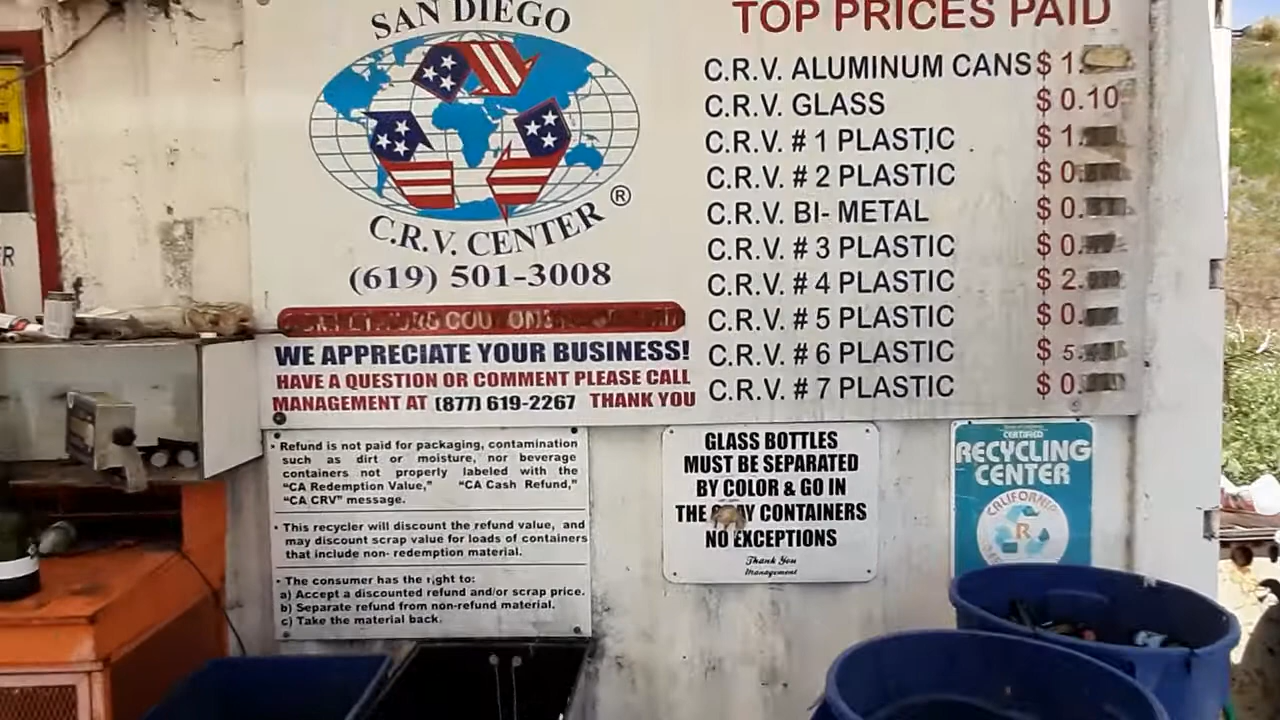 SAN DIEGO
C.R.V. CENTER ®
(619) 501-3008
WE APPRECIATE YOUR BUSINESS!
HAVE A QUESTION OR COMMENT PLEASE CALL
MANAGEMENT AT (877) 619-2267 THANK YOU
TOP PRICES PAID
C.R.V. ALUMINUM CANS $ 1.
C.R.V. GLASS $ 0.10
C.R.V. # 1 PLASTIC $ 1.
C.R.V. # 2 PLASTIC $ 0.
C.R.V. BI- METAL $ 0.
C.R.V. # 3 PLASTIC $ 0.
C.R.V. # 4 PLASTIC $ 2.
C.R.V. # 5 PLASTIC $ 0.
C.R.V. # 6 PLASTIC $ 5.
C.R.V. # 7 PLASTIC $ 0.
• Refund is not paid for packaging, contamination
such as dirt or moisture, nor beverage
containers not properly labeled with the
“CA Redemption Value,” “CA Cash Refund,”
“CA CRV” message.
• This recycler will discount the refund value, and
may discount scrap value for loads of containers
that include non- redemption material.
• The consumer has the right to:
a) Accept a discounted refund and/or scrap price.
b) Separate refund from non-refund material.
c) Take the material back.
GLASS BOTTLES
MUST BE SEPARATED
BY COLOR & GO IN
THE CONTAINERS
NO EXCEPTIONS
Thank You
Management
CERTIFIED
RECYCLING
CENTER
CALIFORNIA
R